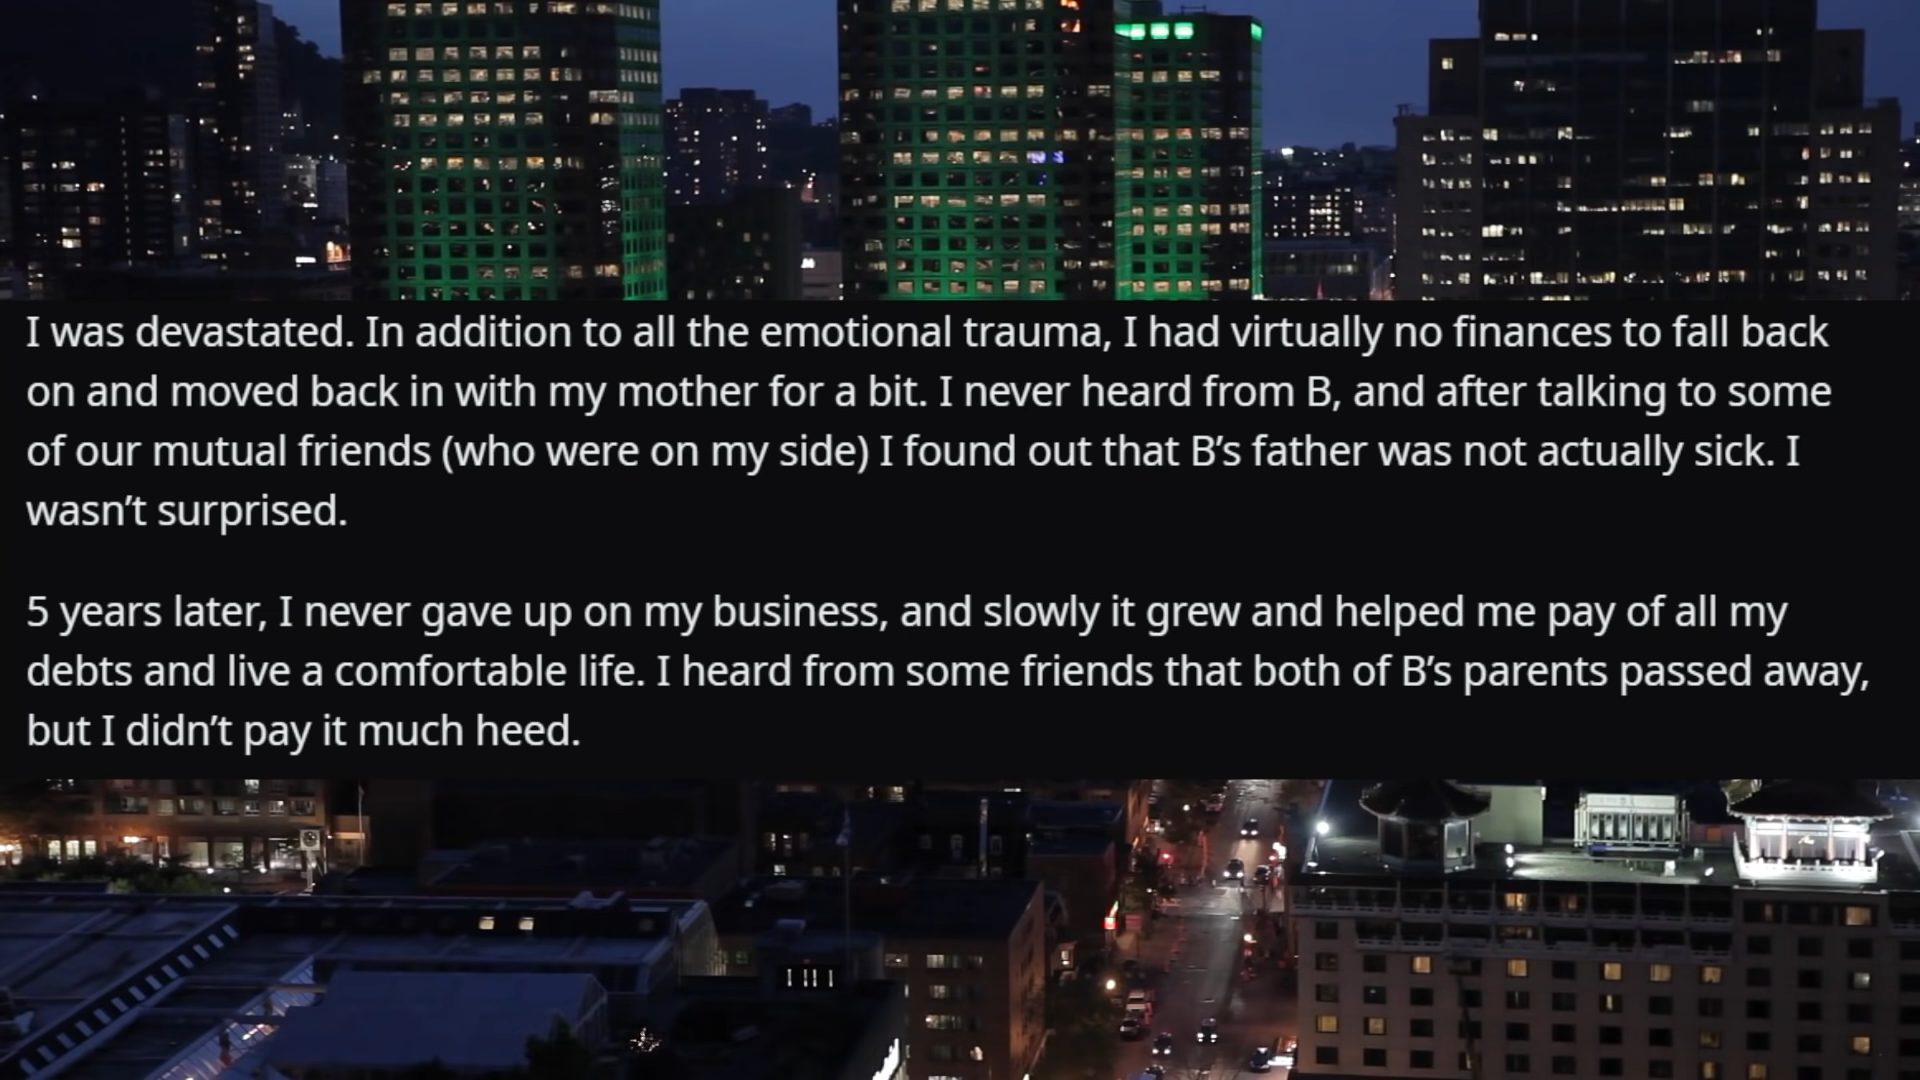 I was devastated. In addition to all the emotional trauma, I had virtually no finances to fall back
on and moved back in with my mother for a bit. I never heard from B, and after talking to some
of our mutual friends (who were on my side) I found out that B’s father was not actually sick. I
wasn’t surprised.
5 years later, I never gave up on my business, and slowly it grew and helped me pay of all my
debts and live a comfortable life. I heard from some friends that both of B’s parents passed away,
but I didn’t pay it much heed.